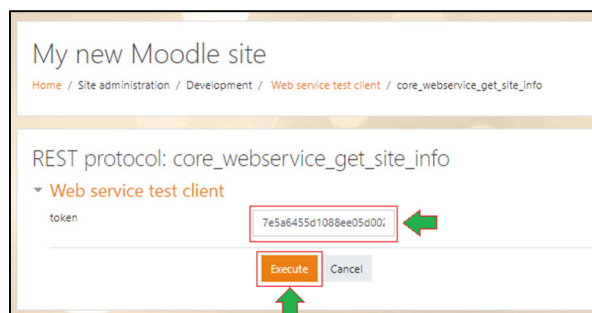 My new Moodle site
Home / Site administration / Development / Web service test client / core_webservice_get_site_info
REST protocol: core_webservice_get_site_info
Web service test client
token 7e5a6455d1088ee05d002
Execute Cancel